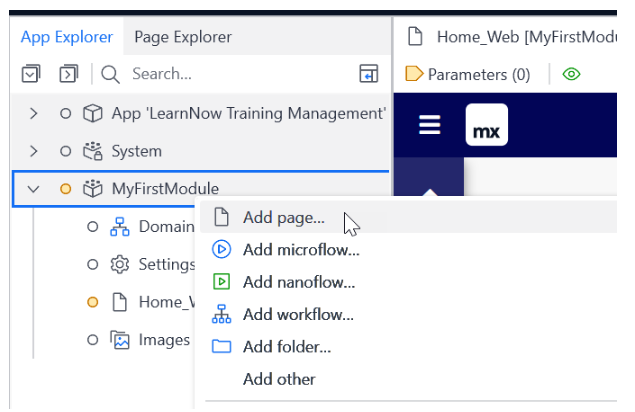 App Explorer
Page Explorer
Home_Web [MyFirstModu
Search...
Parameters (0)
App 'LearnNow Training Management'
mx
System
MyFirstModule
Add page...
Domain
Add microflow...
Settings
Add nanoflow...
Home_W
Add workflow...
Images
Add folder...
Add other